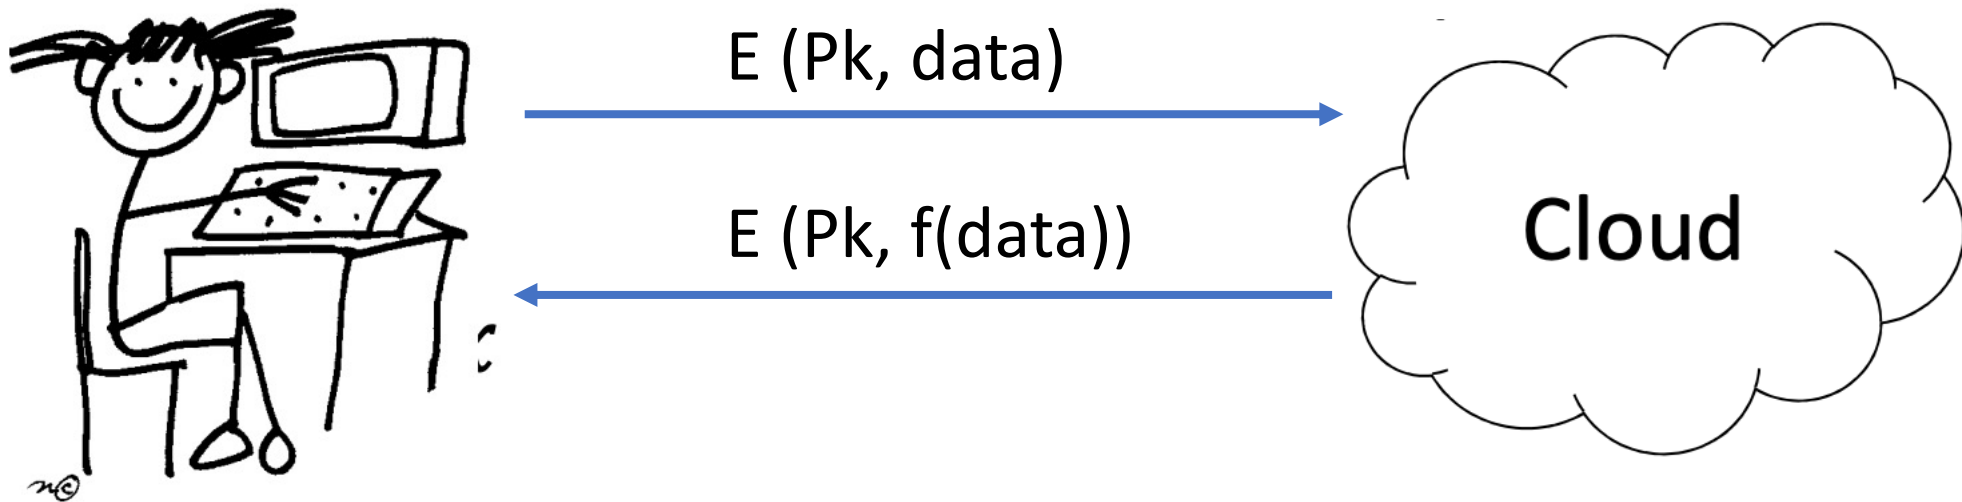 E (Pk, data)
E (Pk, f(data))
Cloud